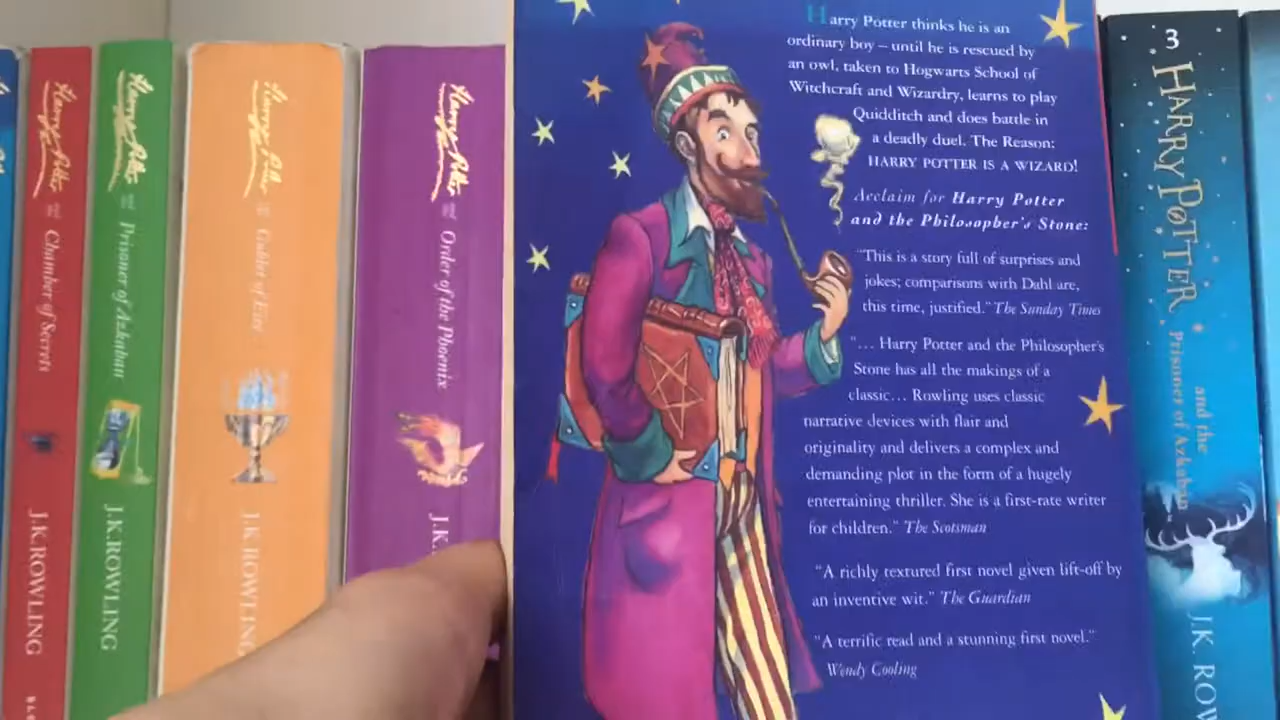 Harry Potter
Chamber of Secrets
J.K.ROWLING
Harry Potter
Prisoner of Azkaban
J.K.ROWLING
Harry Potter
Goblet of Fire
J.K.ROWLING
Harry Potter
Order of the Phoenix
J.K.
Harry Potter thinks he is an
ordinary boy – until he is rescued by
an owl, taken to Hogwarts School of
Witchcraft and Wizardry, learns to play
Quidditch and does battle in
a deadly duel. The Reason:
HARRY POTTER IS A WIZARD!
Acclaim for Harry Potter
and the Philosopher's Stone:
"This is a story full of surprises and
jokes; comparisons with Dahl are,
this time, justified." The Sunday Times
"... Harry Potter and the Philosopher's
Stone has all the makings of a
classic... Rowling uses classic
narrative devices with flair and
originality and delivers a complex and
demanding plot in the form of a hugely
entertaining thriller. She is a first-rate writer
for children." The Scotsman
"A richly textured first novel given lift-off by
an inventive wit." The Guardian
"A terrific read and a stunning first novel."
Wendy Cooling
3
HARRY POTTER
and the
Prisoner of Azkaban
J.K. ROW